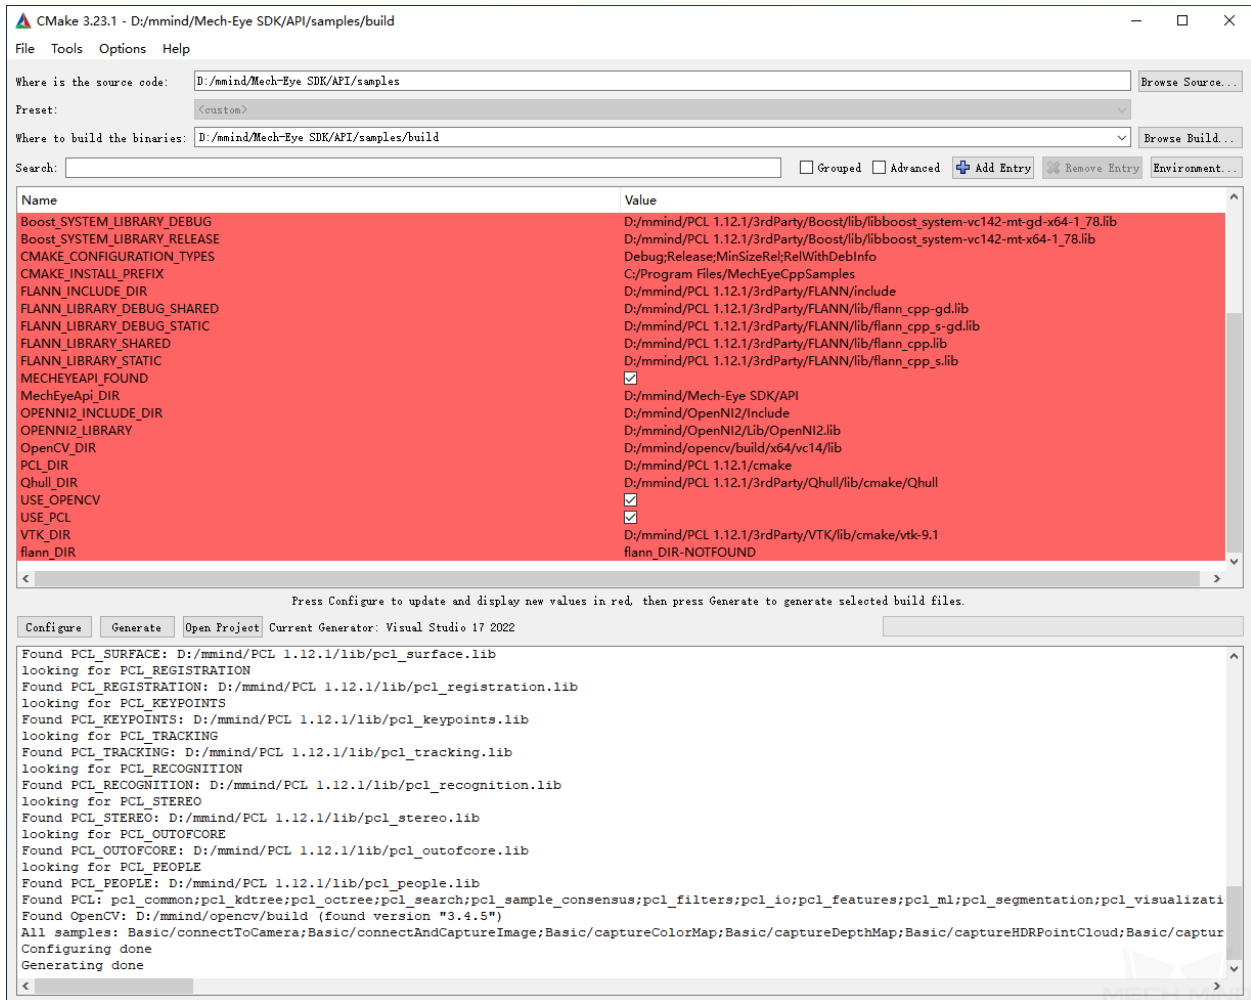 CMake 3.23.1 - D:/mmind/Mech-Eye SDK/API/samples/build
File Tools Options Help
Where is the source code: D:/mmind/Mech-Eye SDK/API/samples Browse Source...
Preset: <custom>
Where to build the binaries: D:/mmind/Mech-Eye SDK/API/samples/build Browse Build...
Search: Grouped Advanced Add Entry Remove Entry Environment...
Name Value
Boost_SYSTEM_LIBRARY_DEBUG D:/mmind/PCL 1.12.1/3rdParty/Boost/lib/libboost_system-vc142-mt-gd-x64-1_78.lib
Boost_SYSTEM_LIBRARY_RELEASE D:/mmind/PCL 1.12.1/3rdParty/Boost/lib/libboost_system-vc142-mt-x64-1_78.lib
CMAKE_CONFIGURATION_TYPES Debug;Release;MinSizeRel;RelWithDebInfo
CMAKE_INSTALL_PREFIX C:/Program Files/MechEyeCppSamples
FLANN_INCLUDE_DIR D:/mmind/PCL 1.12.1/3rdParty/FLANN/include
FLANN_LIBRARY_DEBUG_SHARED D:/mmind/PCL 1.12.1/3rdParty/FLANN/lib/flann_cpp-gd.lib
FLANN_LIBRARY_DEBUG_STATIC D:/mmind/PCL 1.12.1/3rdParty/FLANN/lib/flann_cpp_s-gd.lib
FLANN_LIBRARY_SHARED D:/mmind/PCL 1.12.1/3rdParty/FLANN/lib/flann_cpp.lib
FLANN_LIBRARY_STATIC D:/mmind/PCL 1.12.1/3rdParty/FLANN/lib/flann_cpp_s.lib
MECHEYEAPI_FOUND
MechEyeApi_DIR D:/mmind/Mech-Eye SDK/API
OPENNI2_INCLUDE_DIR D:/mmind/OpenNI2/Include
OPENNI2_LIBRARY D:/mmind/OpenNI2/Lib/OpenNI2.lib
OpenCV_DIR D:/mmind/opencv/build/x64/vc14/lib
PCL_DIR D:/mmind/PCL 1.12.1/cmake
Qhull_DIR D:/mmind/PCL 1.12.1/3rdParty/Qhull/lib/cmake/Qhull
USE_OPENCV
USE_PCL
VTK_DIR D:/mmind/PCL 1.12.1/3rdParty/VTK/lib/cmake/vtk-9.1
flann_DIR flann_DIR-NOTFOUND
Press Configure to update and display new values in red, then press Generate to generate selected build files.
Configure Generate Open Project Current Generator: Visual Studio 17 2022
Found PCL_SURFACE: D:/mmind/PCL 1.12.1/lib/pcl_surface.lib
looking for PCL_REGISTRATION
Found PCL_REGISTRATION: D:/mmind/PCL 1.12.1/lib/pcl_registration.lib
looking for PCL_KEYPOINTS
Found PCL_KEYPOINTS: D:/mmind/PCL 1.12.1/lib/pcl_keypoints.lib
looking for PCL_TRACKING
Found PCL_TRACKING: D:/mmind/PCL 1.12.1/lib/pcl_tracking.lib
looking for PCL_RECOGNITION
Found PCL_RECOGNITION: D:/mmind/PCL 1.12.1/lib/pcl_recognition.lib
looking for PCL_STEREO
Found PCL_STEREO: D:/mmind/PCL 1.12.1/lib/pcl_stereo.lib
looking for PCL_OUTOFCORE
Found PCL_OUTOFCORE: D:/mmind/PCL 1.12.1/lib/pcl_outofcore.lib
looking for PCL_PEOPLE
Found PCL_PEOPLE: D:/mmind/PCL 1.12.1/lib/pcl_people.lib
Found PCL: pcl_common;pcl_kdtree;pcl_octree;pcl_search;pcl_sample_consensus;pcl_filters;pcl_io;pcl_features;pcl_ml;pcl_segmentation;pcl_visualizati
Found OpenCV: D:/mmind/opencv/build (found version "3.4.5")
All samples: Basic/connectToCamera;Basic/connectAndCaptureImage;Basic/captureColorMap;Basic/captureDepthMap;Basic/captureHDRPointCloud;Basic/captur
Configuring done
Generating done
MECH MIND